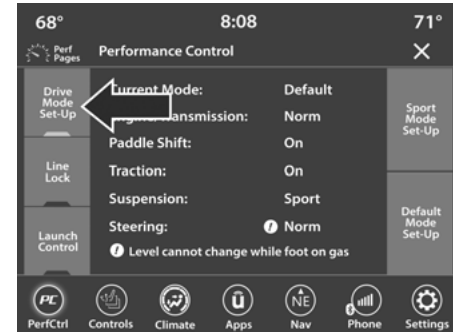 68°
8:08
71°
Perf
Pages
Performance Control
Drive
Mode
Set-Up
Current Mode:
Default
Norm
Paddle Shift:
On
Traction:
On
Suspension:
Sport
Steering:
! Norm
! Level cannot change while foot on gas
Line
Lock
Launch
Control
Sport
Mode
Set-Up
Default
Mode
Set-Up
PC
PerfCtrl
Controls
Climate
ū
Apps
NE
Nav
Phone
Settings